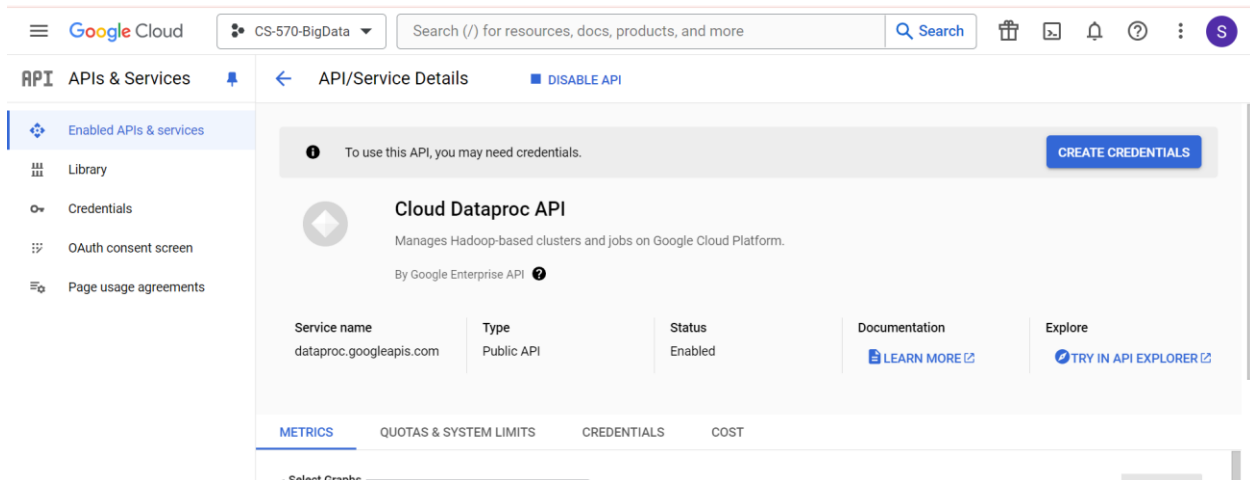 Google Cloud
CS-570-BigData
Search (/) for resources, docs, products, and more
Search
S
API APIs & Services
API/Service Details
DISABLE API
Enabled APIs & services
Library
Credentials
OAuth consent screen
Page usage agreements
To use this API, you may need credentials.
CREATE CREDENTIALS
Cloud Dataproc API
Manages Hadoop-based clusters and jobs on Google Cloud Platform.
By Google Enterprise API
Service name
dataproc.googleapis.com
Type
Public API
Status
Enabled
Documentation
LEARN MORE
Explore
TRY IN API EXPLORER
METRICS QUOTAS & SYSTEM LIMITS CREDENTIALS COST
Select Graphs